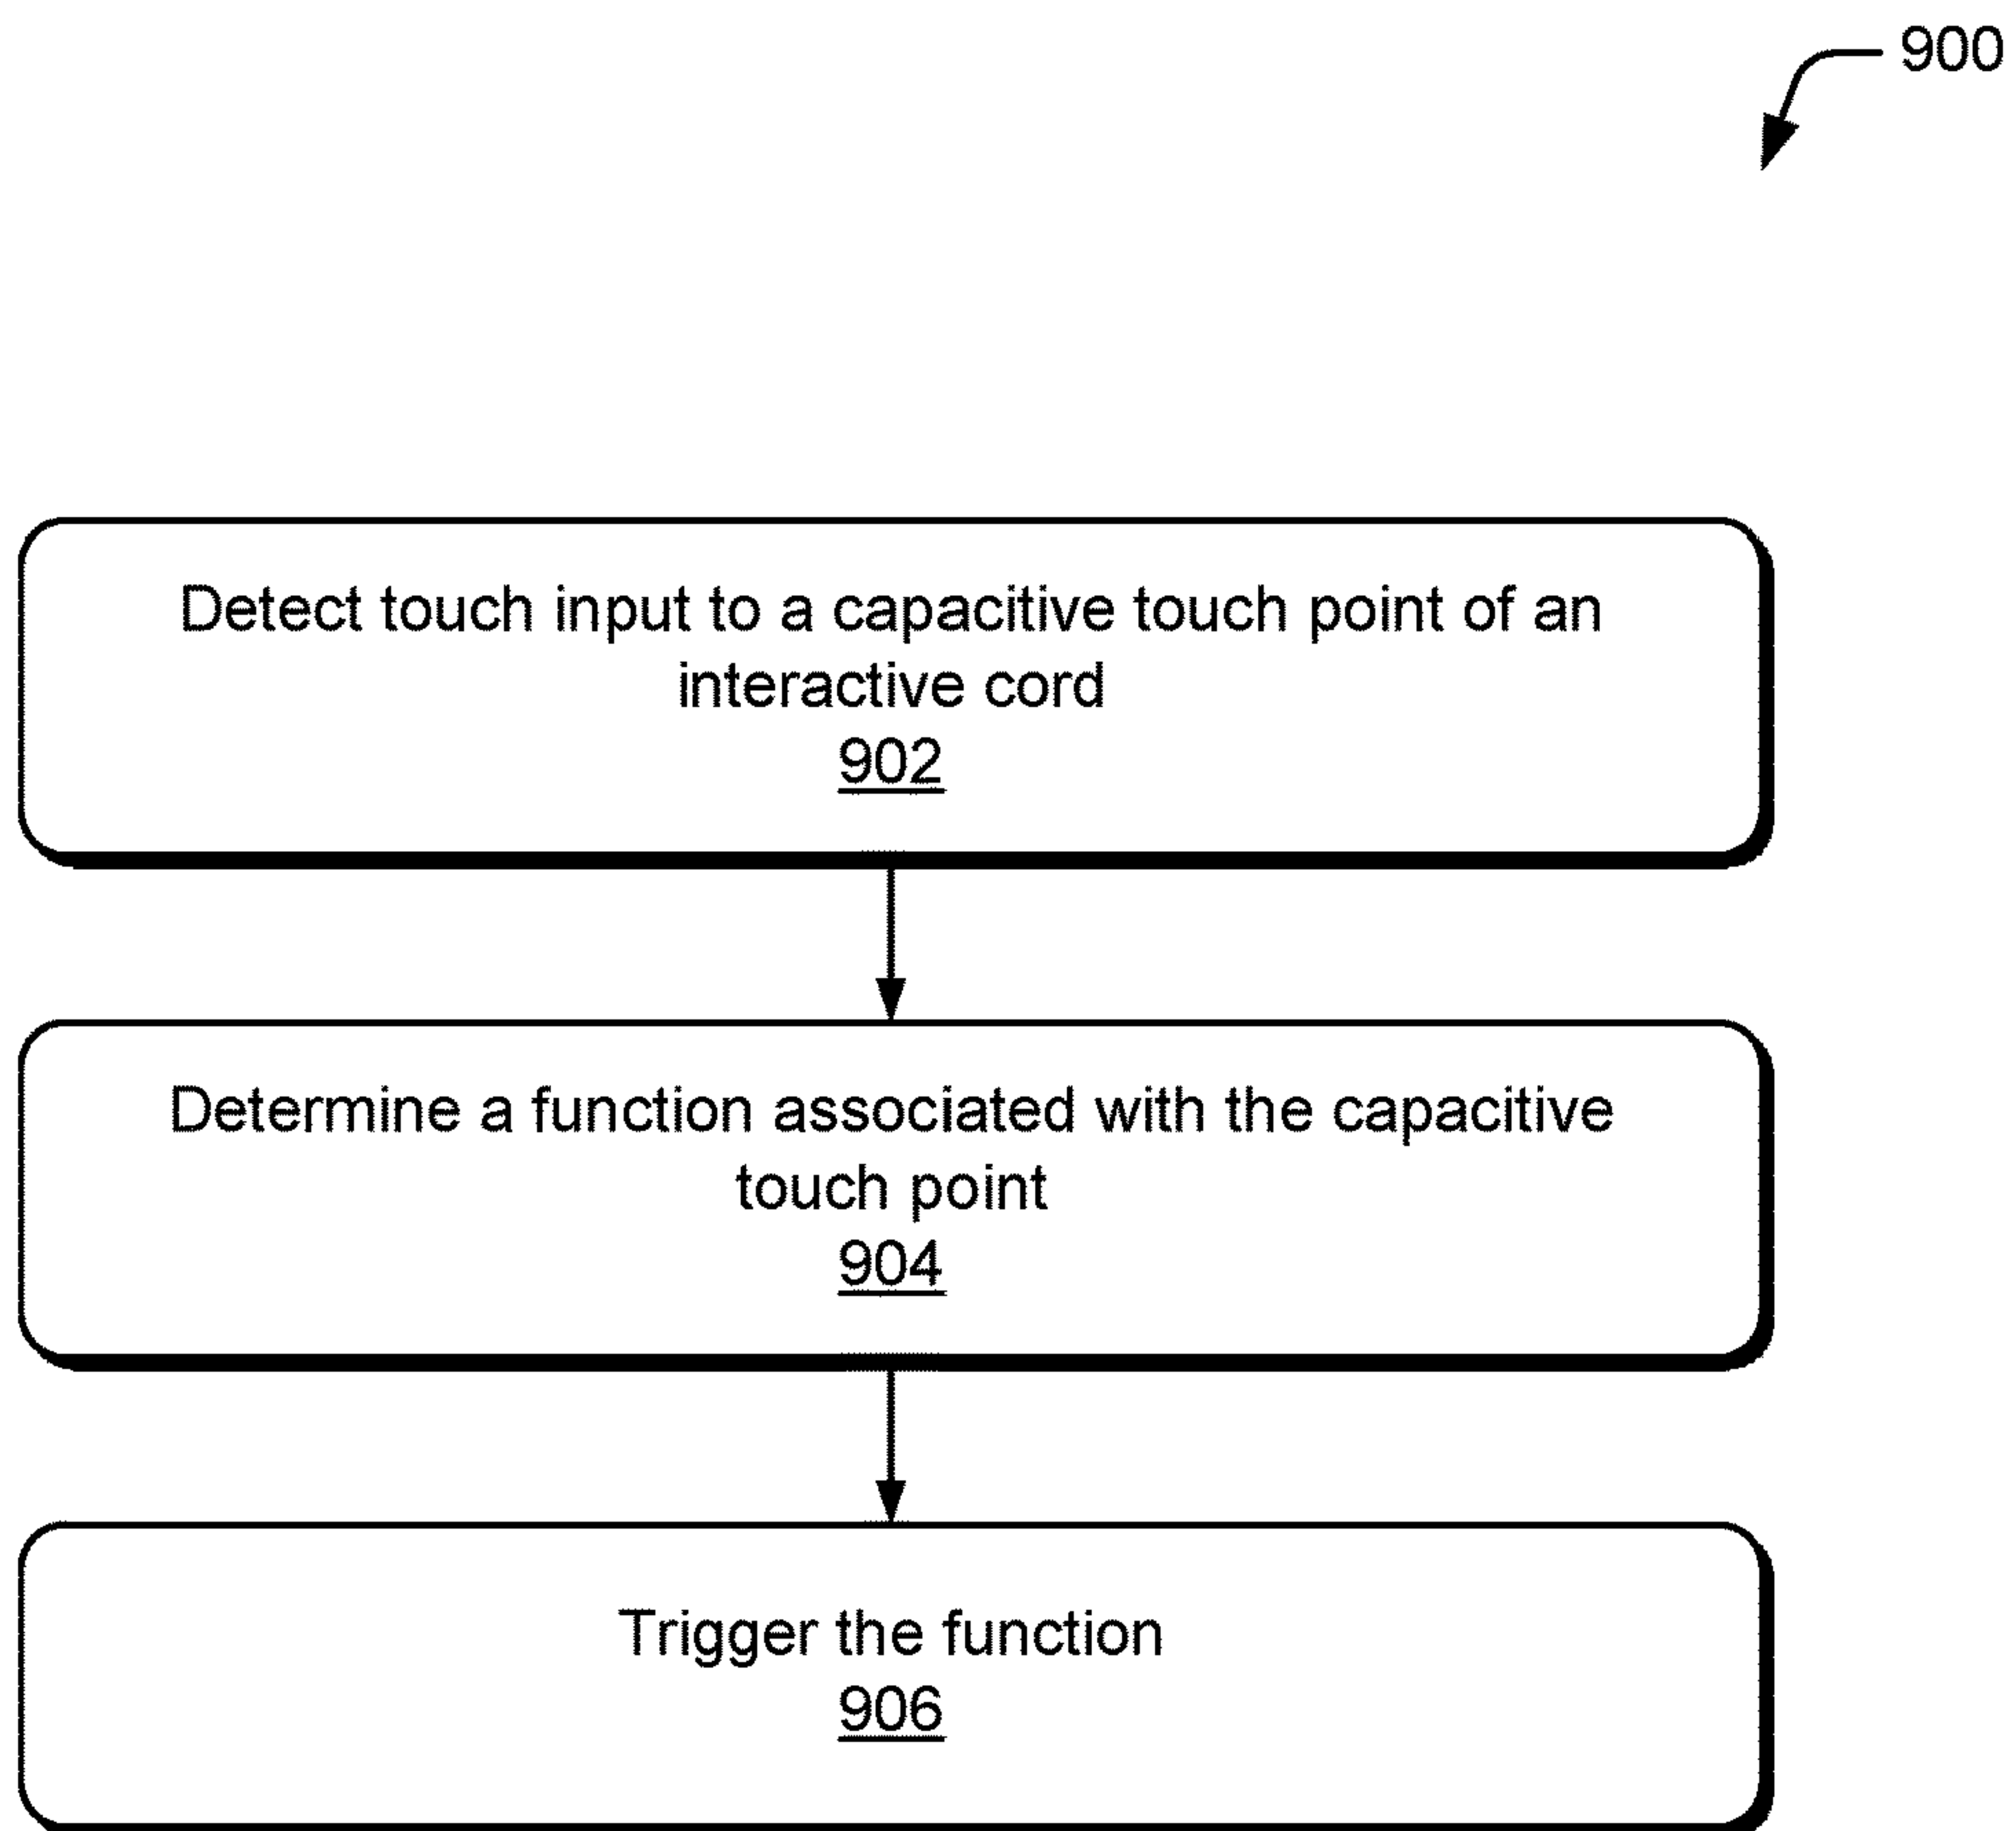 900
Detect touch input to a capacitive touch point of an
interactive cord
902
Determine a function associated with the capacitive
touch point
904
Trigger the function
906